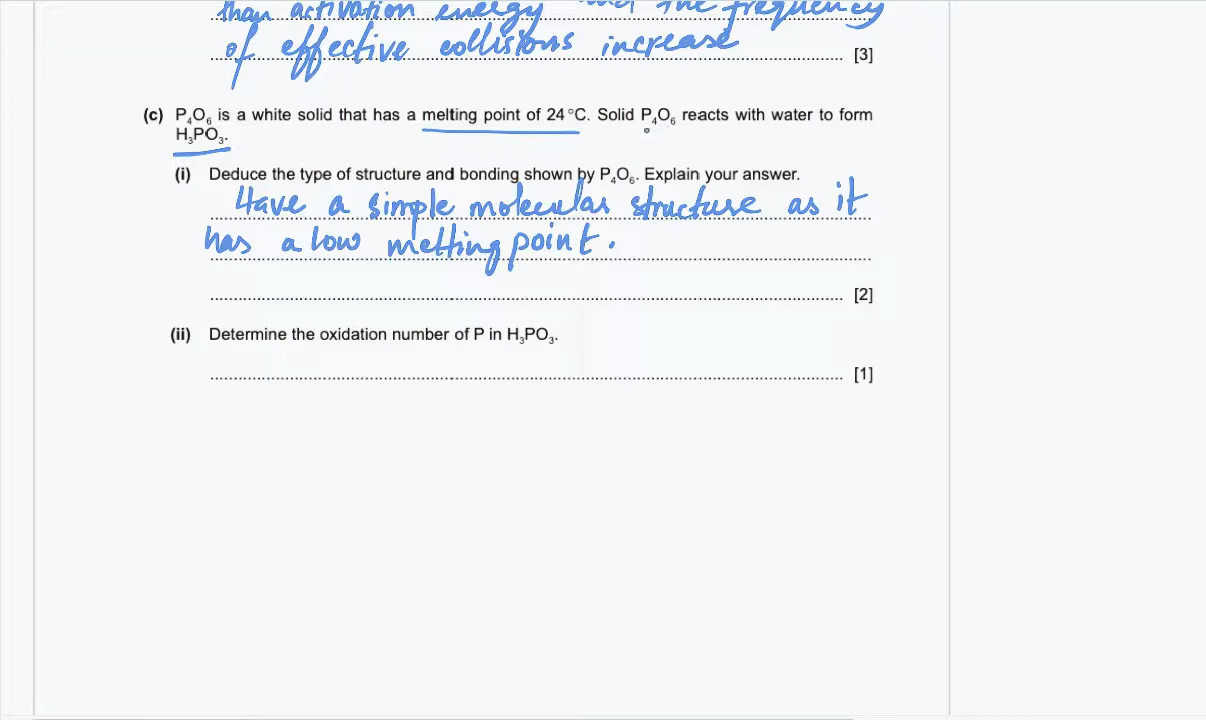 than activation energy and the frequency
of effective collisions increase [3]
(c) P₄O₆ is a white solid that has a melting point of 24 °C. Solid P₄O₆ reacts with water to form
H₃PO₃.
(i) Deduce the type of structure and bonding shown by P₄O₆. Explain your answer.
Have a simple molecular structure as it
has a low melting point.
[2]
(ii) Determine the oxidation number of P in H₃PO₃.
[1]